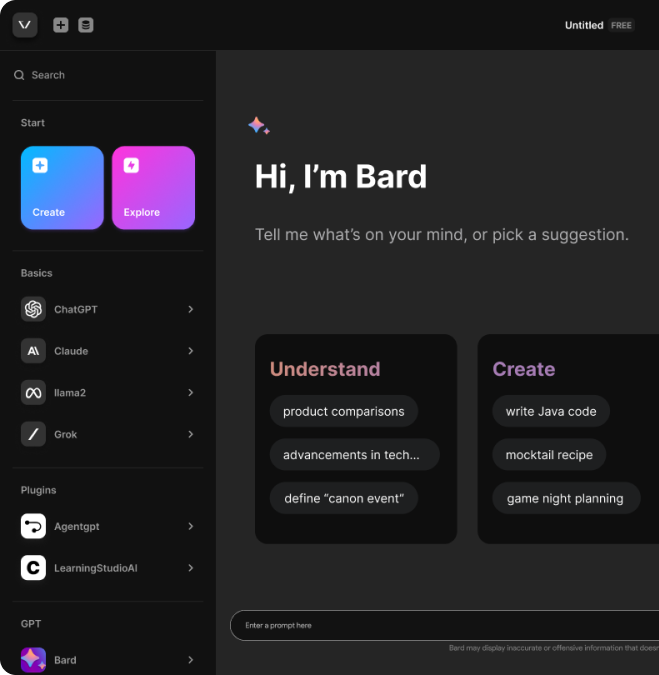 Untitled FREE
Search
Start
Create
Explore
Basics
ChatGPT
Claude
llama2
Grok
Plugins
Agentgpt
LearningStudioAI
GPT
Bard
Hi, I’m Bard
Tell me what’s on your mind, or pick a suggestion.
Understand
product comparisons
advancements in tech...
define “canon event”
Create
write Java code
mocktail recipe
game night planning
Enter a prompt here
Bard may display inaccurate or offensive information that doesn